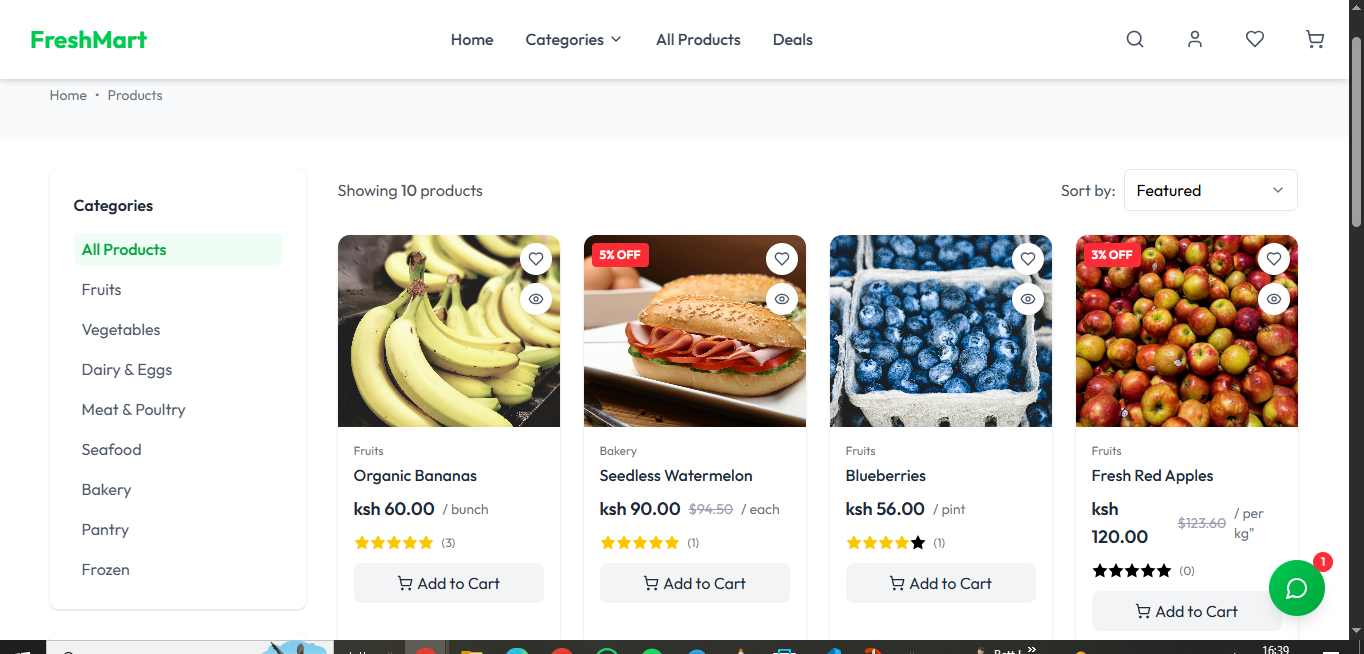 FreshMart
Home Categories All Products Deals
Home • Products
Categories
All Products
Fruits
Vegetables
Dairy & Eggs
Meat & Poultry
Seafood
Bakery
Pantry
Frozen
Showing 10 products
Sort by: Featured
Fruits
Organic Bananas
ksh 60.00 / bunch
(3)
Add to Cart
5% OFF
Bakery
Seedless Watermelon
ksh 90.00 $94.50 / each
(1)
Add to Cart
Fruits
Blueberries
ksh 56.00 / pint
(1)
Add to Cart
3% OFF
Fruits
Fresh Red Apples
ksh
120.00 $123.60 / per
kg"
(0)
Add to Cart
1
16:39